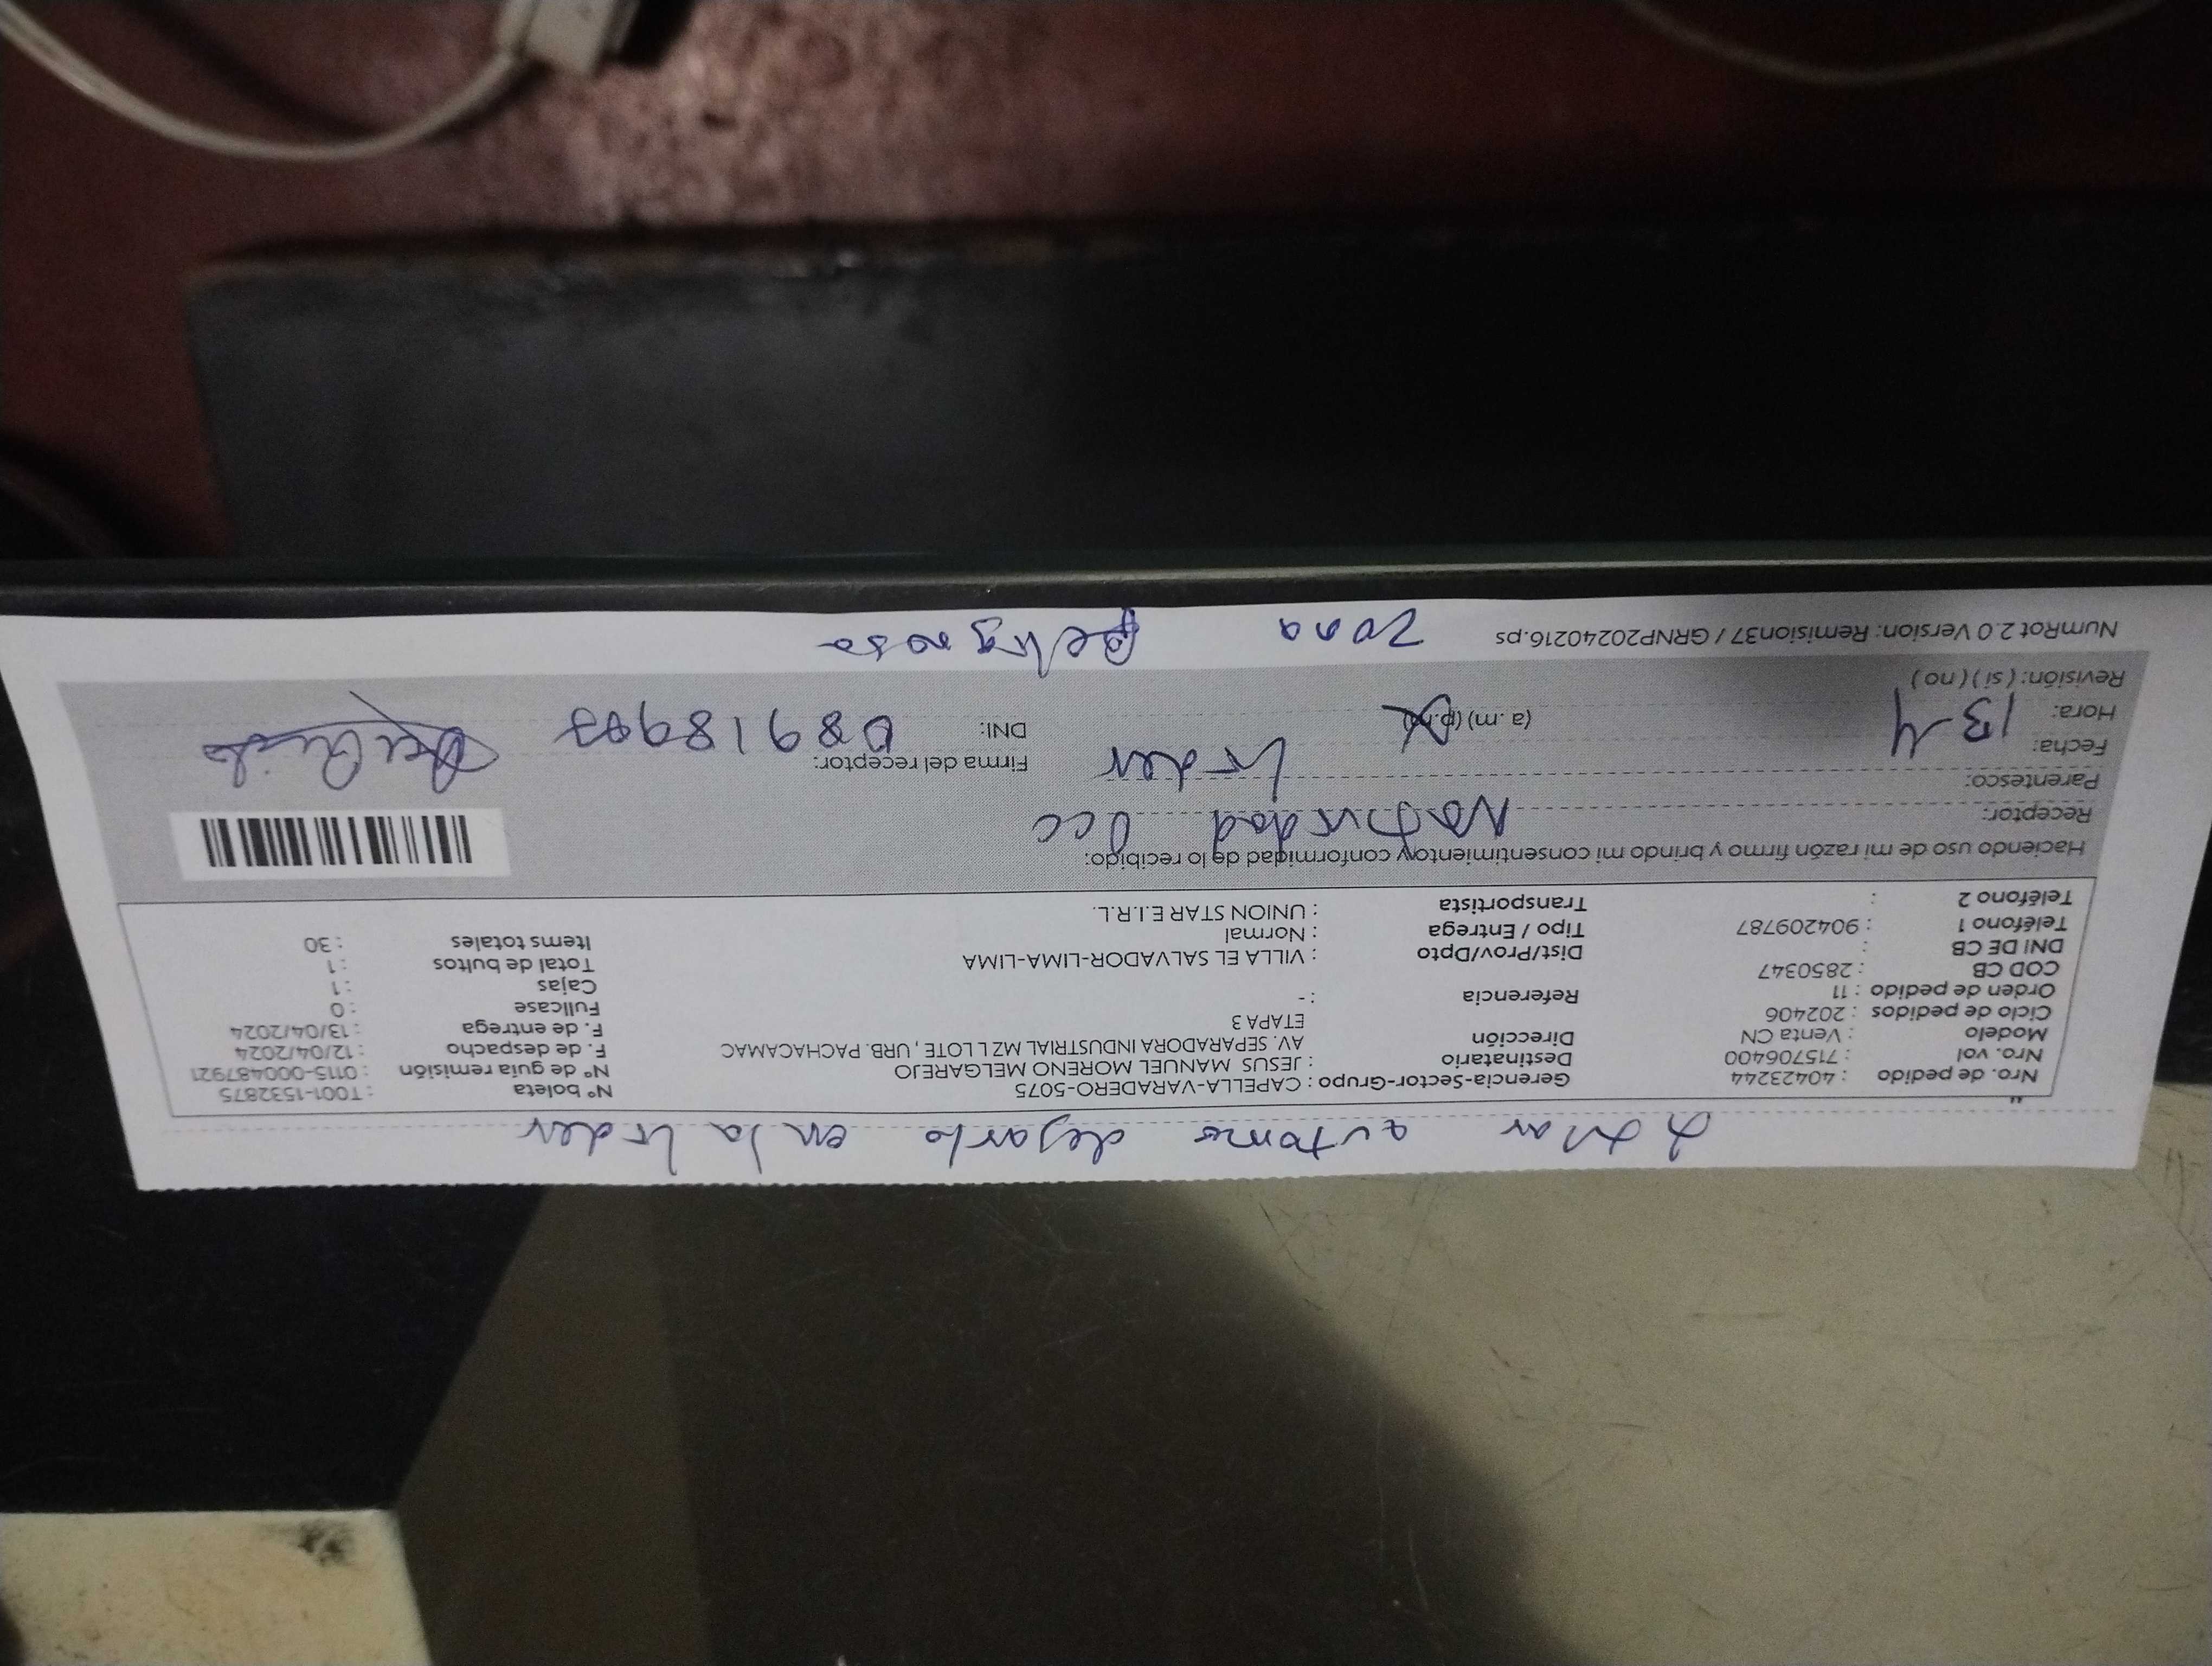 autorizo dejarlo en la lider
Nro. de pedido : 40423244 Gerencia-Sector-Grupo : CAPELLA-VARADERO-5075 Nº boleta : T001-1532875
Nro. vol : 715706400 Destinatario : JESUS MANUEL MORENO MELGAREJO Nº de guia remisión : 0115-000487921
Modelo : Venta CN Dirección AV. SEPARADORA INDUSTRIAL MZ L LOTE , URB. PACHACAMAC F. de despacho : 12/04/2024
Ciclo de pedidos : 202406 ETAPA 3 F. de entrega : 13/04/2024
Orden de pedido : 11 Referencia : - Fullcase : 0
COD CB : 2850347 Cajas : 1
DNI DE CB : Dist/Prov/Dpto : VILLA EL SALVADOR-LIMA-LIMA Total de bultos : 1
Teléfono 1 : 904209787 Tipo / Entrega : Normal Items totales : 30
Teléfono 2 : Transportista : UNION STAR E.I.R.L.
Haciendo uso de mi razón firmo y brindo mi consentimiento y conformidad de lo recibido:
Receptor: Natividad Occ
Parentesco: Lider
Fecha: 13-4 Firma del receptor:
Hora: (a.m) (p.m) DNI:
Revisión: ( si ) ( no )
NumRot 2.0 Version: Remision37 / GRNP20240216.ps Zona Peligrosa